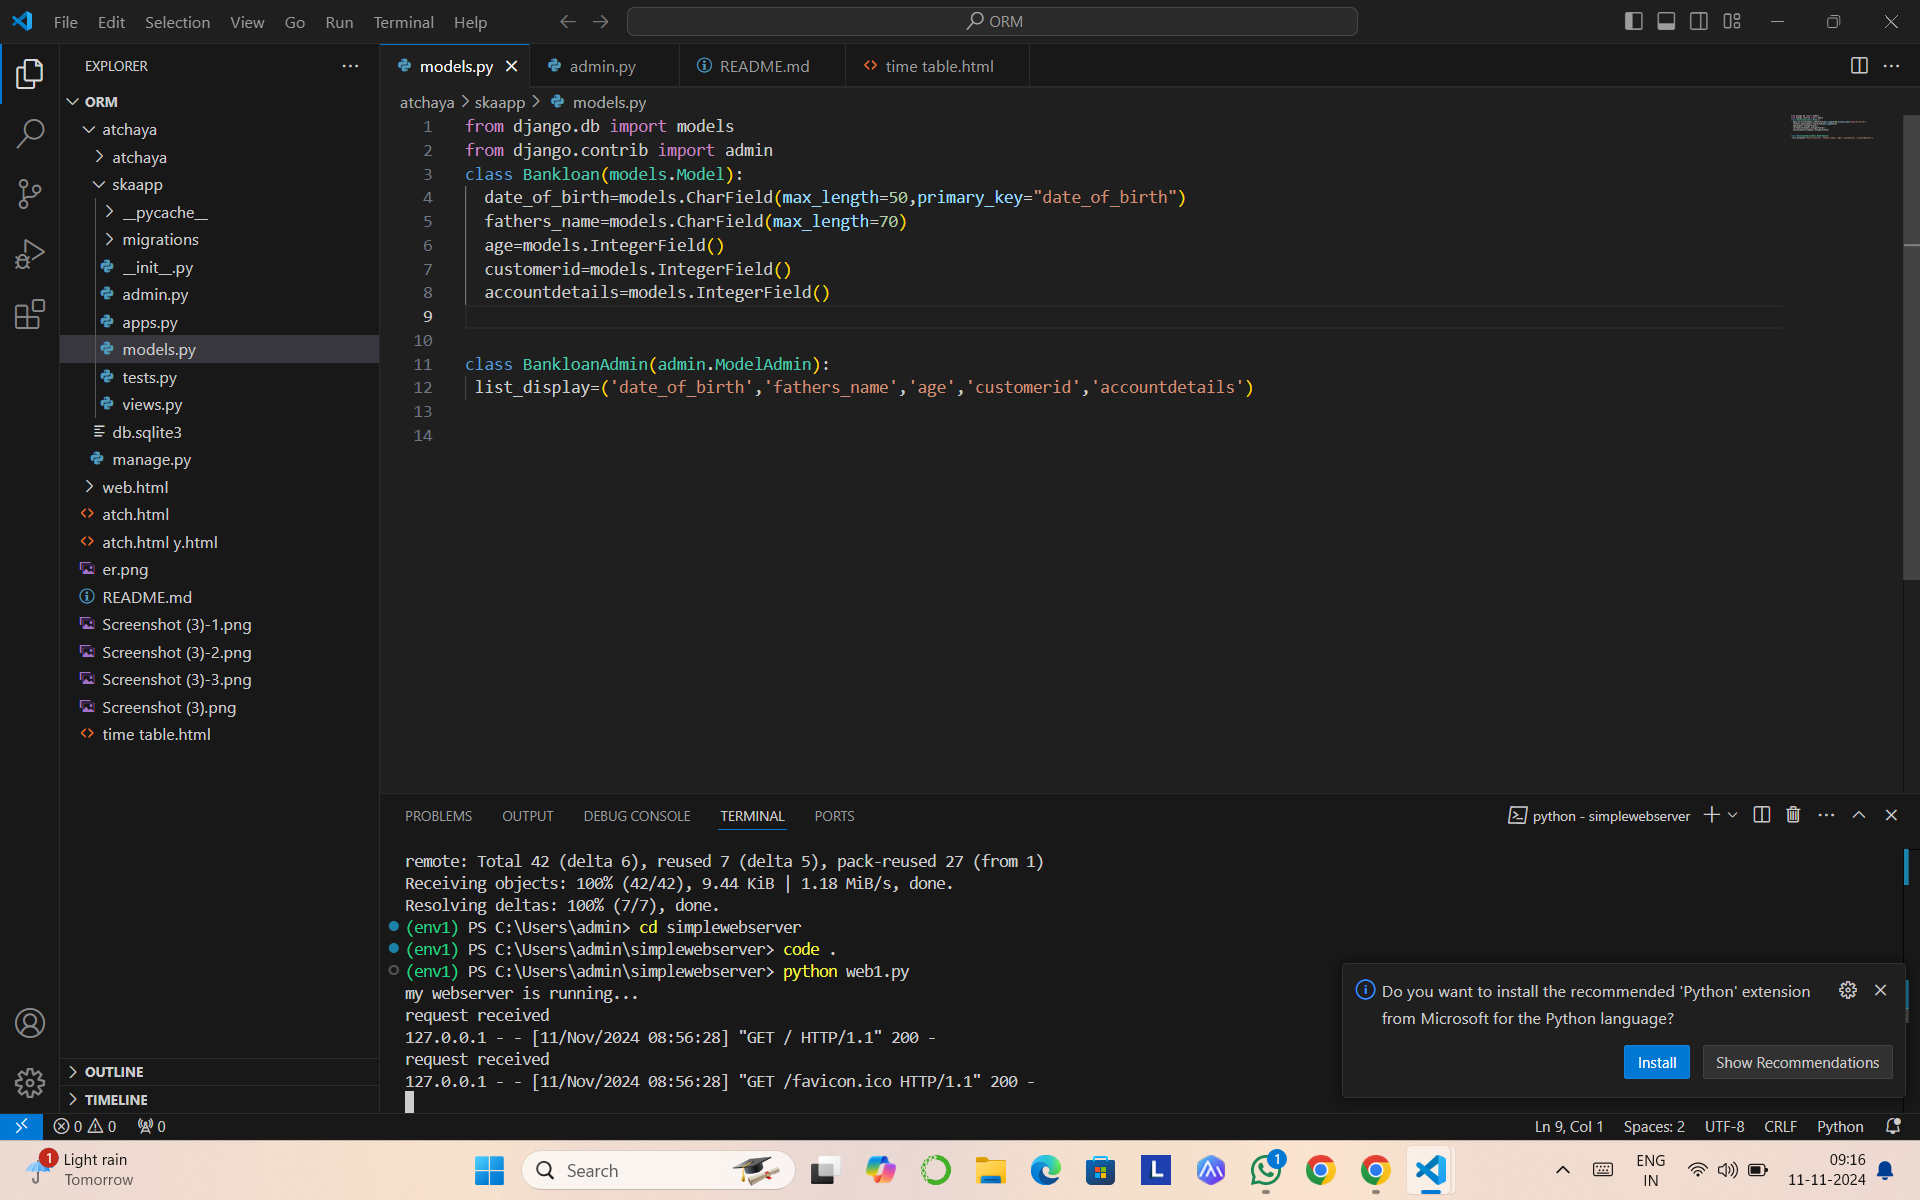 File Edit Selection View Go Run Terminal Help
ORM
EXPLORER
ORM
atchaya
atchaya
skaapp
__pycache__
migrations
__init__.py
admin.py
apps.py
models.py
tests.py
views.py
db.sqlite3
manage.py
web.html
atch.html
atch.html y.html
er.png
README.md
Screenshot (3)-1.png
Screenshot (3)-2.png
Screenshot (3)-3.png
Screenshot (3).png
time table.html
OUTLINE
TIMELINE
models.py admin.py README.md time table.html
atchaya > skaapp > models.py
1 from django.db import models
2 from django.contrib import admin
3 class Bankloan(models.Model):
4 date_of_birth=models.CharField(max_length=50,primary_key="date_of_birth")
5 fathers_name=models.CharField(max_length=70)
6 age=models.IntegerField()
7 customerid=models.IntegerField()
8 accountdetails=models.IntegerField()
9
10
11 class BankloanAdmin(admin.ModelAdmin):
12 list_display=('date_of_birth','fathers_name','age','customerid','accountdetails')
13
14
PROBLEMS OUTPUT DEBUG CONSOLE TERMINAL PORTS
python - simplewebserver
remote: Total 42 (delta 6), reused 7 (delta 5), pack-reused 27 (from 1)
Receiving objects: 100% (42/42), 9.44 KiB | 1.18 MiB/s, done.
Resolving deltas: 100% (7/7), done.
(env1) PS C:\Users\admin> cd simplewebserver
(env1) PS C:\Users\admin\simplewebserver> code .
(env1) PS C:\Users\admin\simplewebserver> python web1.py
my webserver is running...
request received
127.0.0.1 - - [11/Nov/2024 08:56:28] "GET / HTTP/1.1" 200 -
request received
127.0.0.1 - - [11/Nov/2024 08:56:28] "GET /favicon.ico HTTP/1.1" 200 -
Do you want to install the recommended 'Python' extension
from Microsoft for the Python language?
Install Show Recommendations
0 0 0
Ln 9, Col 1 Spaces: 2 UTF-8 CRLF Python
1 Light rain
Tomorrow
Search
L
1
ENG
IN
09:16
11-11-2024